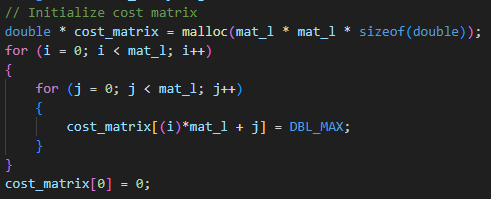 // Initialize cost matrix
double * cost_matrix = malloc(mat_l * mat_l * sizeof(double));
for (i = 0; i < mat_l; i++)
{
    for (j = 0; j < mat_l; j++)
    {
        cost_matrix[(i)*mat_l + j] = DBL_MAX;
    }
}
cost_matrix[0] = 0;